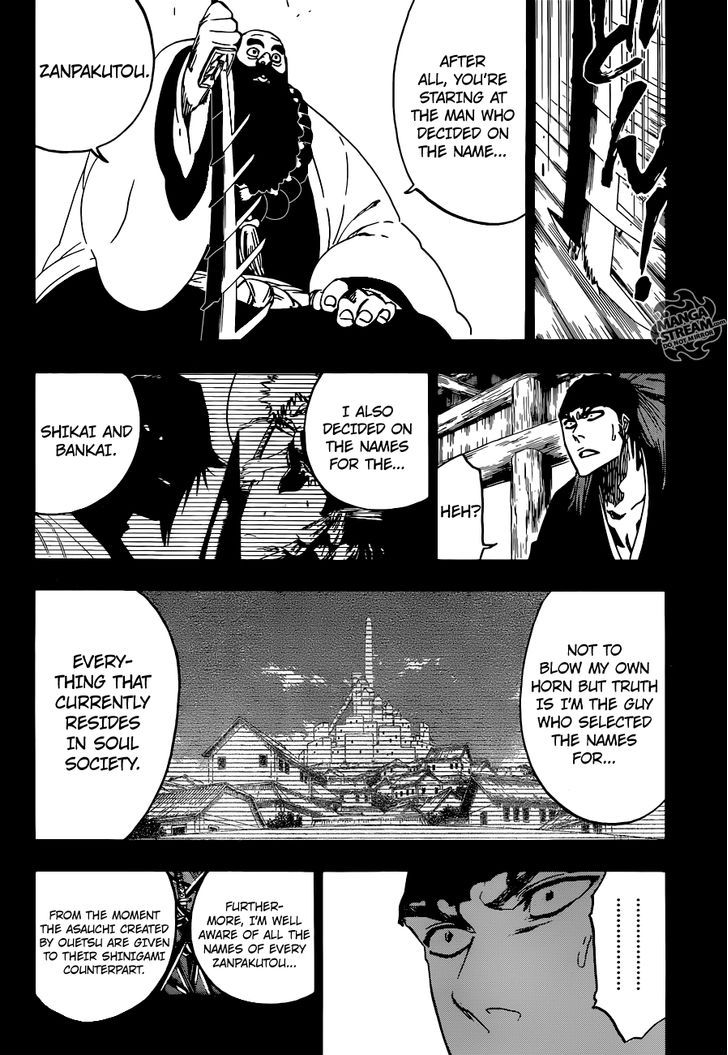 AFTER
ALL, YOU'RE
STARING AT
THE MAN WHO
DECIDED ON
THE NAME...
ZANPAKUTOU.
MANGA
STREAM.com
DO NOT MIRROR
HEH?
I ALSO
DECIDED ON
THE NAMES
FOR THE...
SHIKAI AND
BANKAI.
NOT TO
BLOW MY OWN
HORN BUT TRUTH
IS I'M THE GUY
WHO SELECTED
THE NAMES
FOR...
EVERY-
THING THAT
CURRENTLY
RESIDES
IN SOUL
SOCIETY.
FURTHER-
MORE, I'M WELL
AWARE OF ALL
THE NAMES OF EVERY
ZANPAKUTOU...
FROM THE MOMENT
THE ASAUCHI CREATED
BY OUETSU ARE GIVEN
TO THEIR SHINIGAMI
COUNTERPART.